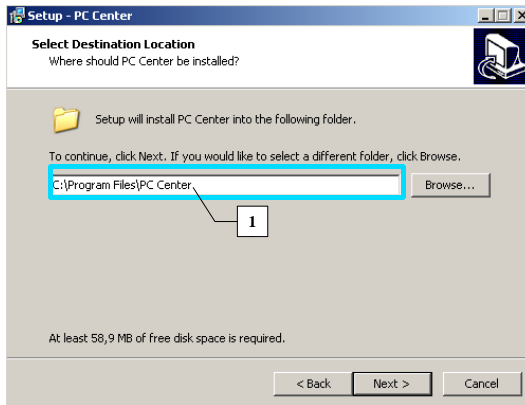 Setup - PC Center
Select Destination Location
Where should PC Center be installed?
Setup will install PC Center into the following folder.
To continue, click Next. If you would like to select a different folder, click Browse.
C:\Program Files\PC Center
Browse...
1
At least 58,9 MB of free disk space is required.
< Back
Next >
Cancel